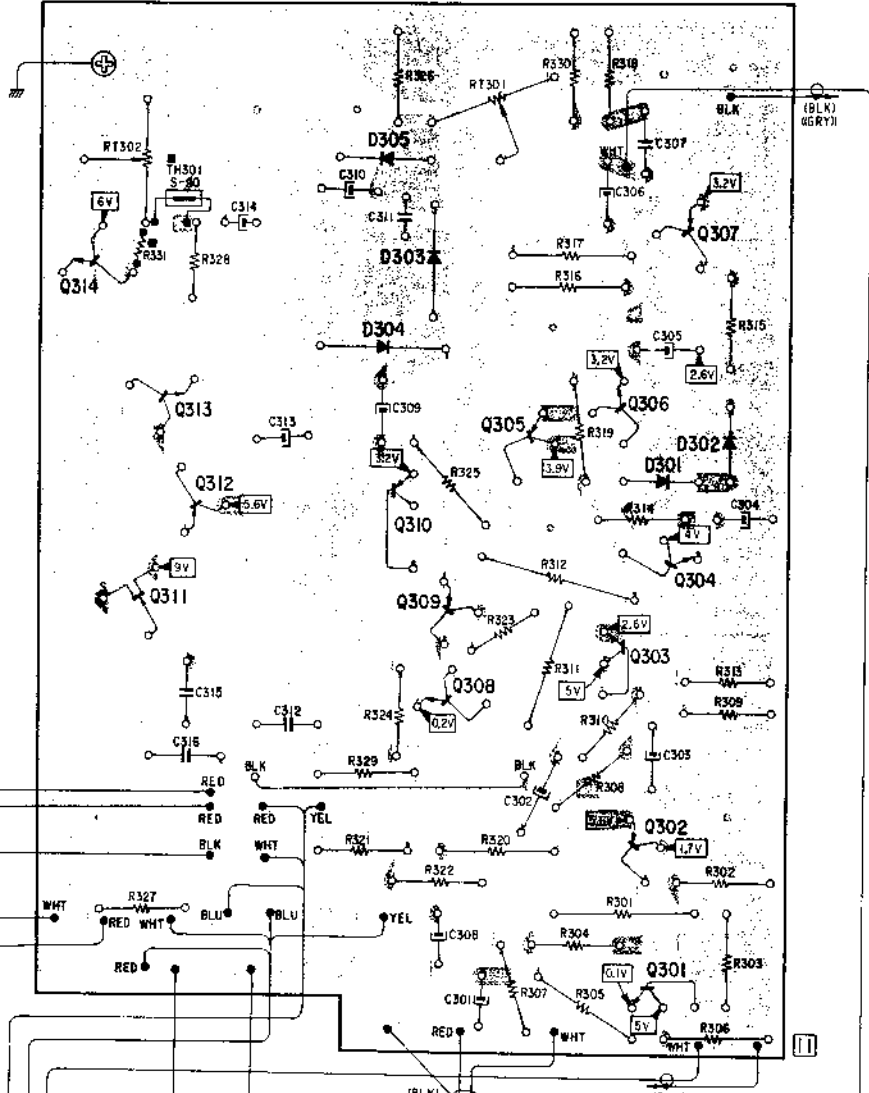 R326
RT301
R330
R318
BLK
(BLK)
((GRY))
RT302
TH301
S-90
D305
WHT
C307
C310
C306
3.2V
6V
C314
C311
Q307
R331
R328
D303
R317
Q314
R316
D304
C305
R315
3.2V
2.6V
Q313
C309
Q305
Q306
C313
R319
D302
3.2V
R325
3.9V
D301
Q312
5.6V
Q310
R314
C304
4V
9V
R312
Q304
Q311
Q309
R323
2.6V
R311
Q303
5V
R313
C315
Q308
R324
0.2V
R310
R309
C312
C316
C303
R329
BLK
BLK
RED
C302
R308
RED
RED
YEL
Q302
BLK
WHT
R321
R320
1.7V
R322
R302
WHT
R327
RED
WHT
BLU
BLU
YEL
R301
C308
R304
RED
0.1V
Q301
R303
C301
R307
R305
5V
RED
WHT
WHT
R306
11
(BLK)